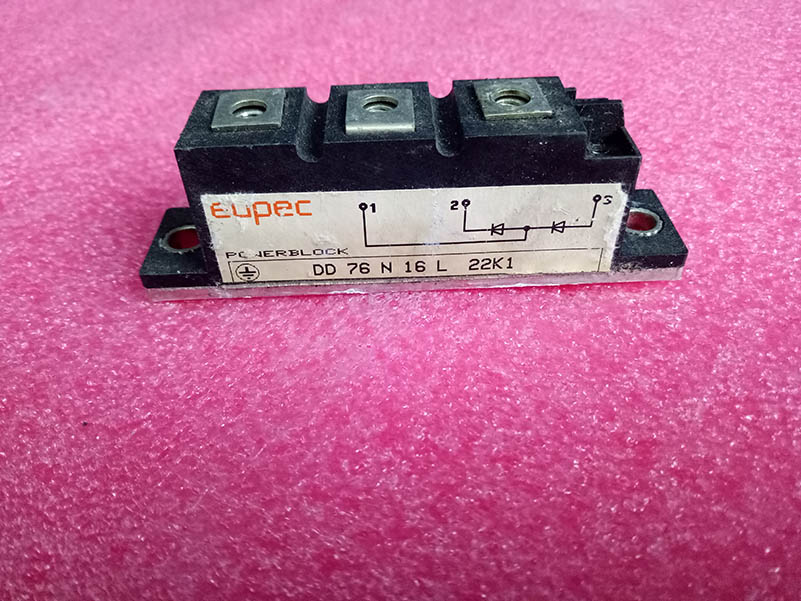 eupec
1 2 3
POWERBLOCK
DD 76 N 16 L 22K1